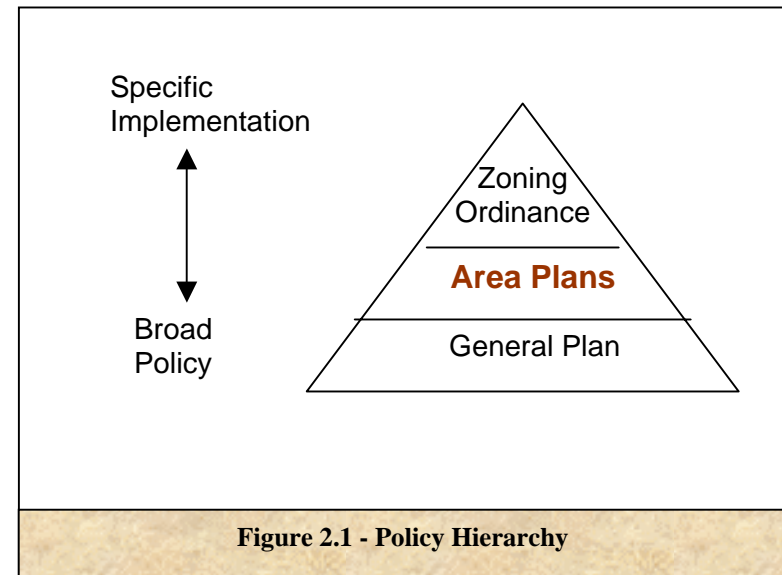 Specific
Implementation
Zoning
Ordinance
Area Plans
Broad
Policy
General Plan
Figure 2.1 - Policy Hierarchy